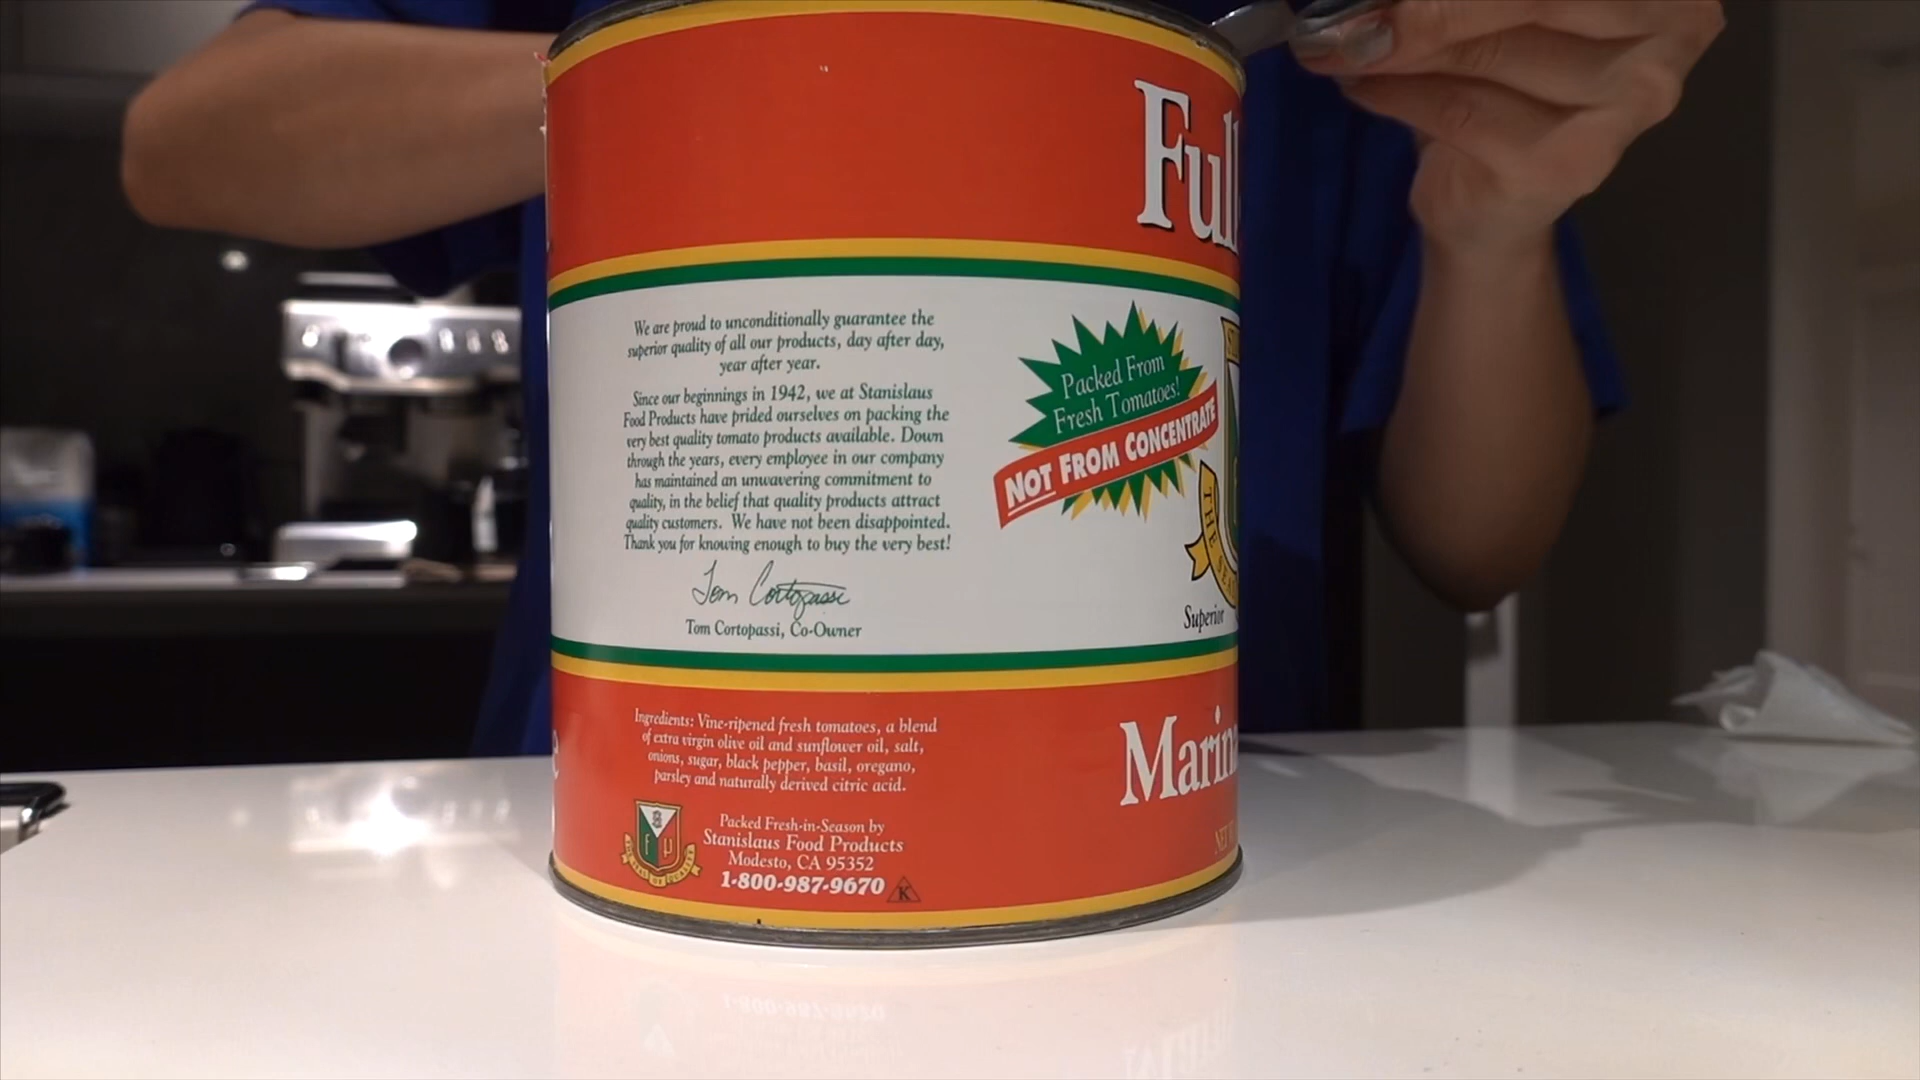 Full
We are proud to unconditionally guarantee the
superior quality of all our products, day after day,
year after year.
Since our beginnings in 1942, we at Stanislaus
Food Products have prided ourselves on packing the
very best quality tomato products available. Down
through the years, every employee in our company
has maintained an unwavering commitment to
quality, in the belief that quality products attract
quality customers. We have not been disappointed.
Thank you for knowing enough to buy the very best!
Tom Cortopassi
Tom Cortopassi, Co-Owner
Packed From
Fresh Tomatoes!
NOT FROM CONCENTRATE
THE
Superior
Ingredients: Vine-ripened fresh tomatoes, a blend
of extra virgin olive oil and sunflower oil, salt,
onions, sugar, black pepper, basil, oregano,
parsley and naturally derived citric acid.
Marin
Packed Fresh-in-Season by
Stanislaus Food Products
Modesto, CA 95352
1-800-987-9670
K